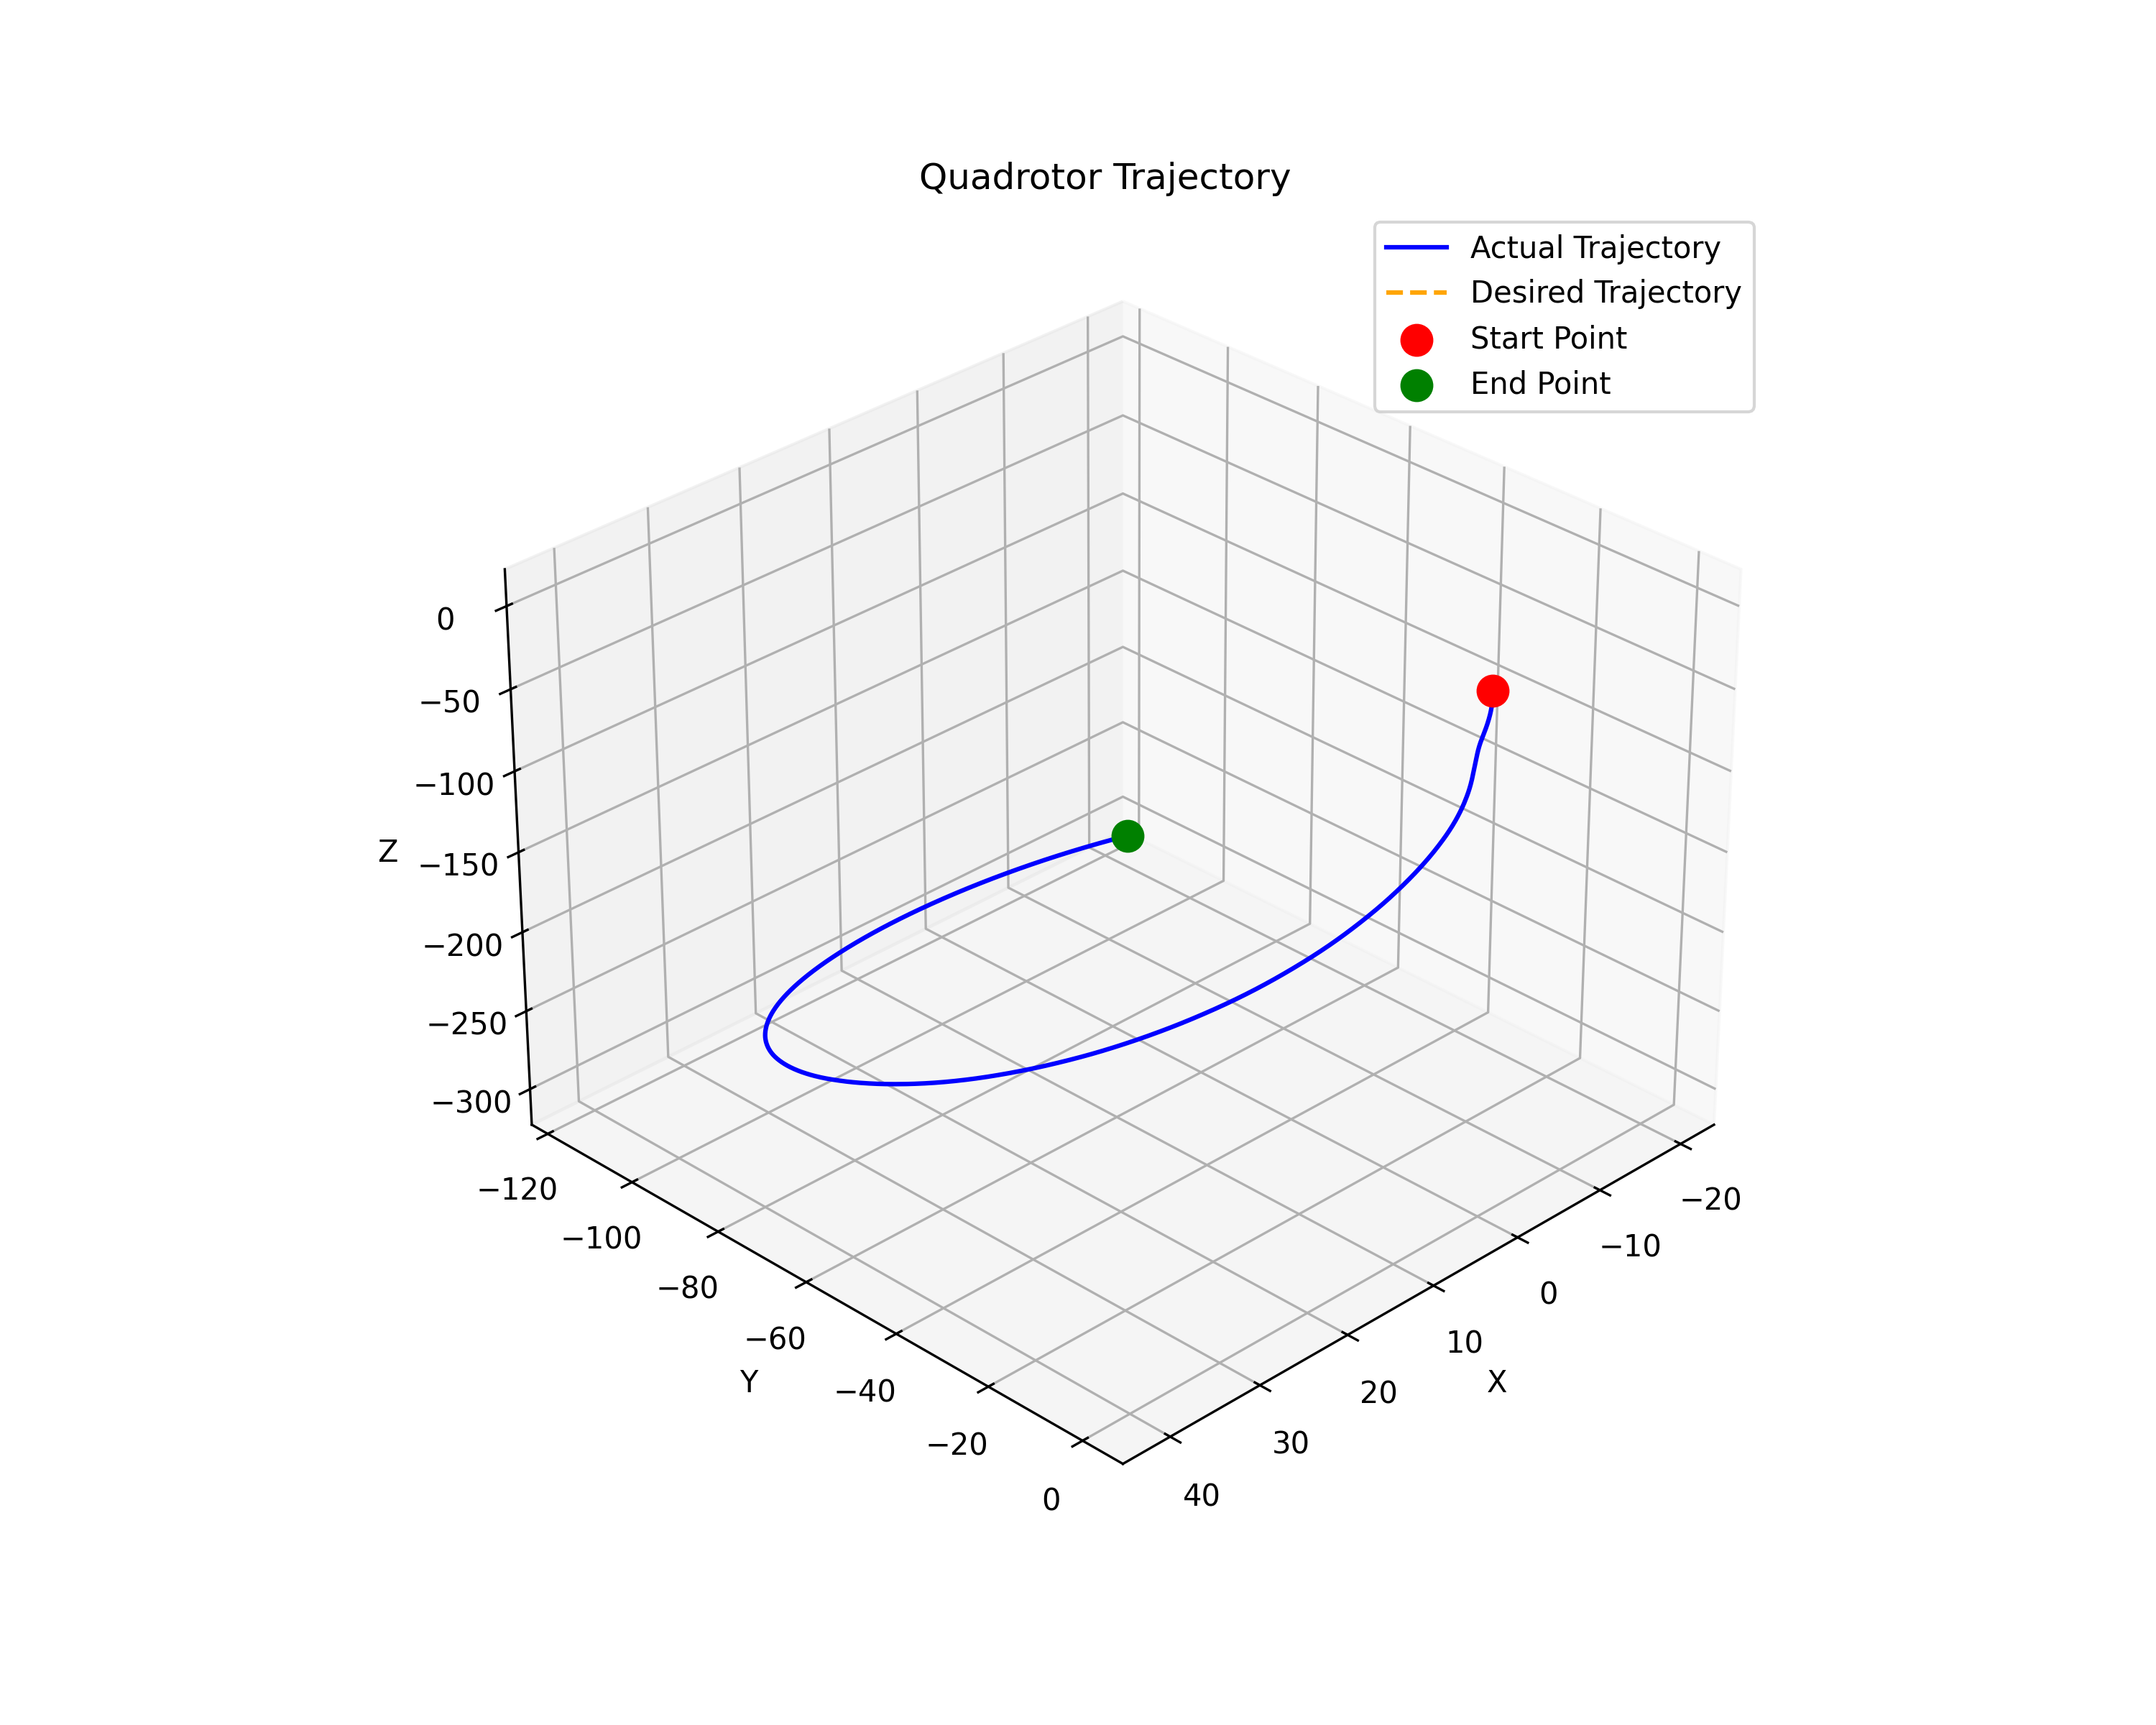 Quadrotor Trajectory
Actual Trajectory
Desired Trajectory
Start Point
End Point
0
−50
−100
−150
−200
−250
−300
Z
−120
−100
−80
−60
−40
−20
0
Y
−20
−10
0
10
20
30
40
X